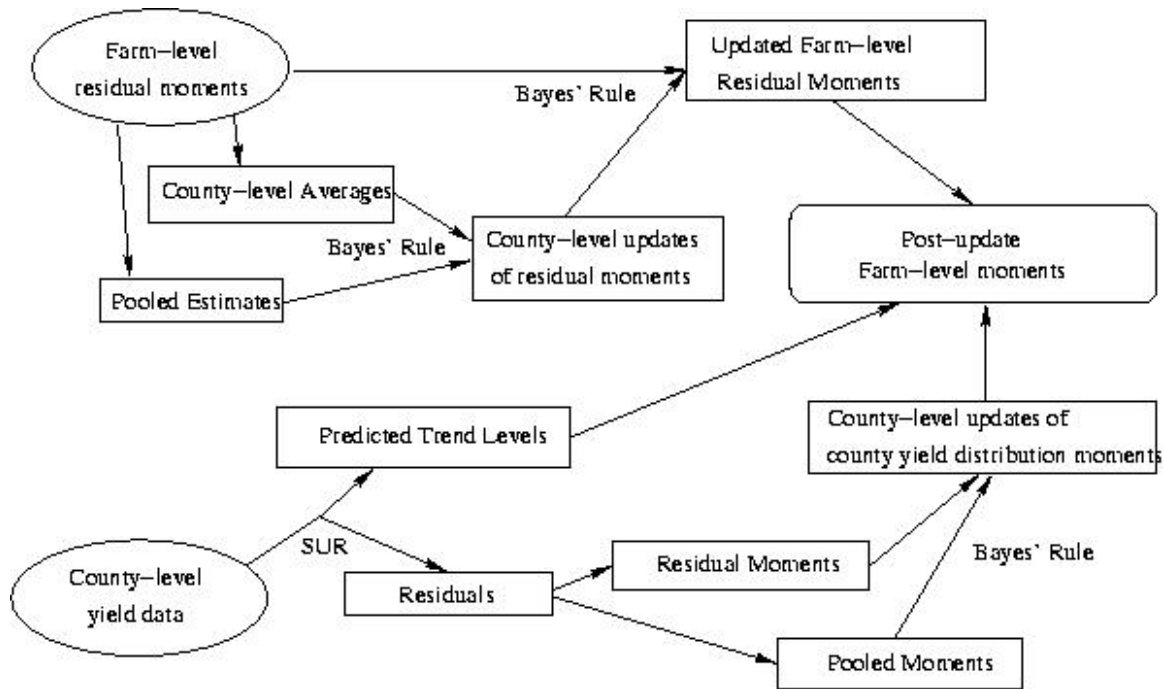 Farm-level
residual moments
Updated Farm-level
Residual Moments
Bayes' Rule
County-level Averages
Bayes' Rule
County-level updates
of residual moments
Post-update
Farm-level moments
Pooled Estimates
Predicted Trend Levels
County-level updates of
county yield distribution moments
SUR
County-level
yield data
Residuals
Residual Moments
Bayes' Rule
Pooled Moments